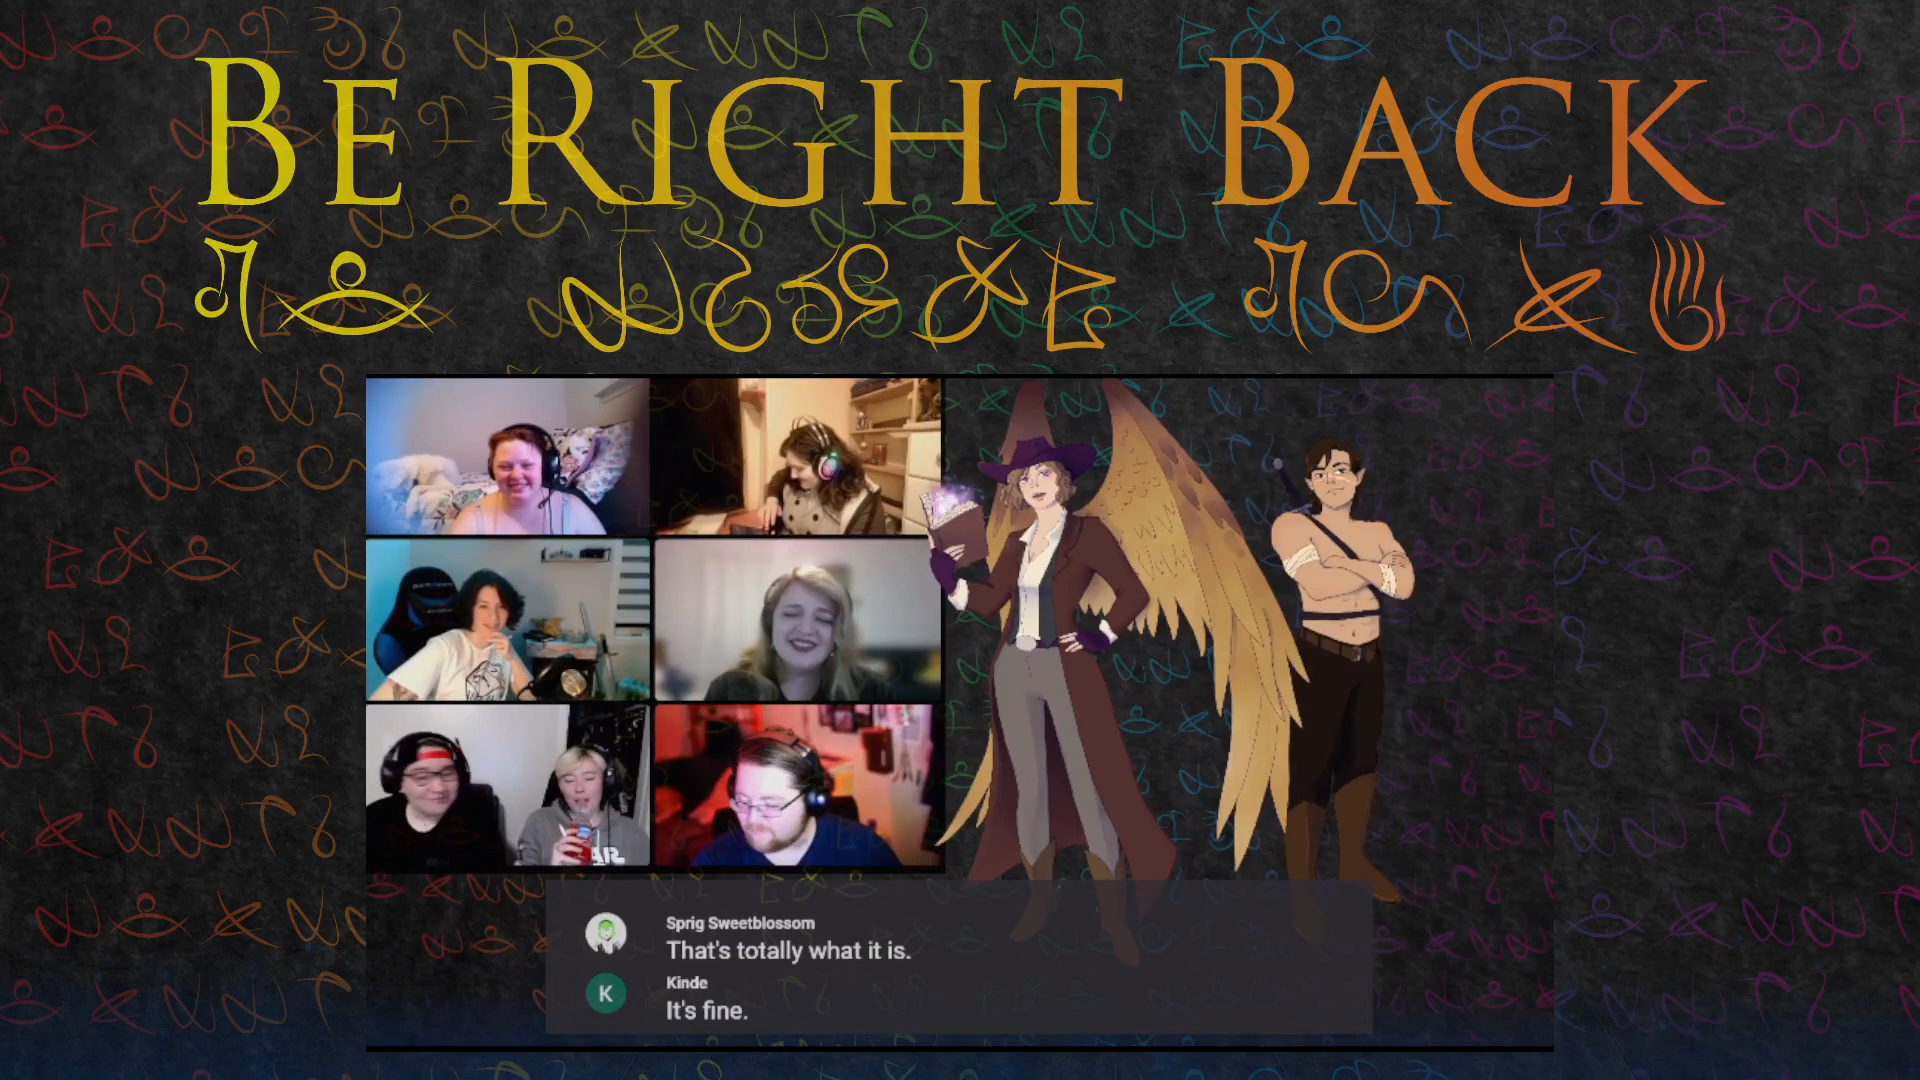 BE RIGHT BACK
Sprig Sweetblossom
That's totally what it is.
K
Kinde
It's fine.